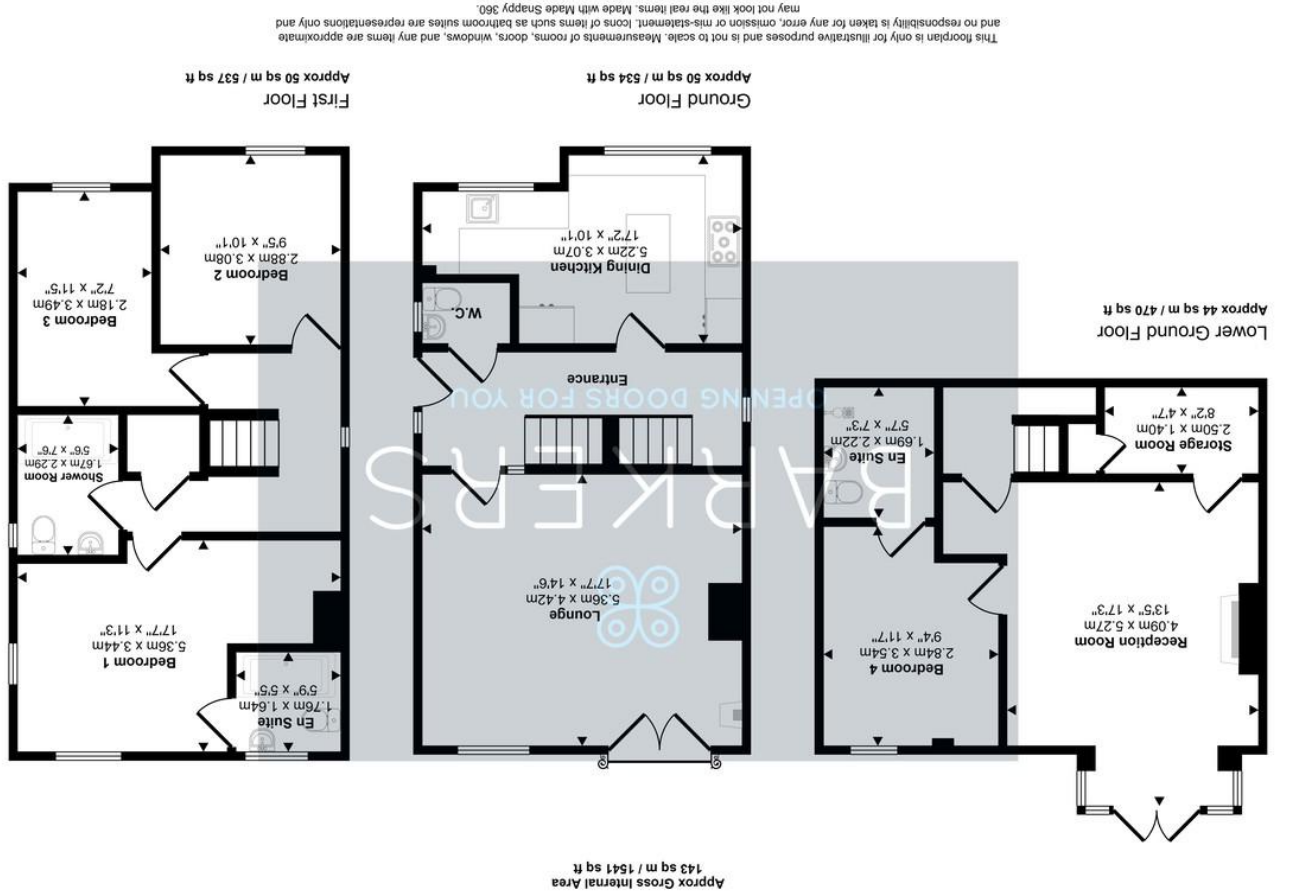 Approx Gross Internal Area
143 sq m / 1541 sq ft
Reception Room
4.09m x 5.27m
13'5" x 17'3"
Bedroom 4
2.84m x 3.54m
9'4" x 11'7"
Storage Room
2.50m x 1.40m
8'2" x 4'7"
En Suite
1.69m x 2.22m
5'7" x 7'3"
Lower Ground Floor
Approx 44 sq m / 470 sq ft
Lounge
5.36m x 4.42m
17'7" x 14'6"
Entrance
W.C.
Dining Kitchen
5.22m x 3.07m
17'2" x 10'1"
Ground Floor
Approx 50 sq m / 534 sq ft
En Suite
1.76m x 1.64m
5'9" x 5'5"
Bedroom 1
5.36m x 3.44m
17'7" x 11'3"
Shower Room
1.67m x 2.29m
5'6" x 7'6"
Bedroom 3
2.18m x 3.49m
7'2" x 11'5"
Bedroom 2
2.88m x 3.08m
9'5" x 10'1"
First Floor
Approx 50 sq m / 537 sq ft
BARKERS
OPENING DOORS FOR YOU
This floorplan is only for illustrative purposes and is not to scale. Measurements of rooms, doors, windows, and any items are approximate
and no responsibility is taken for any error, omission or mis-statement. Icons of items such as bathroom suites are representations only and
may not look like the real items. Made with Made Snappy 360.